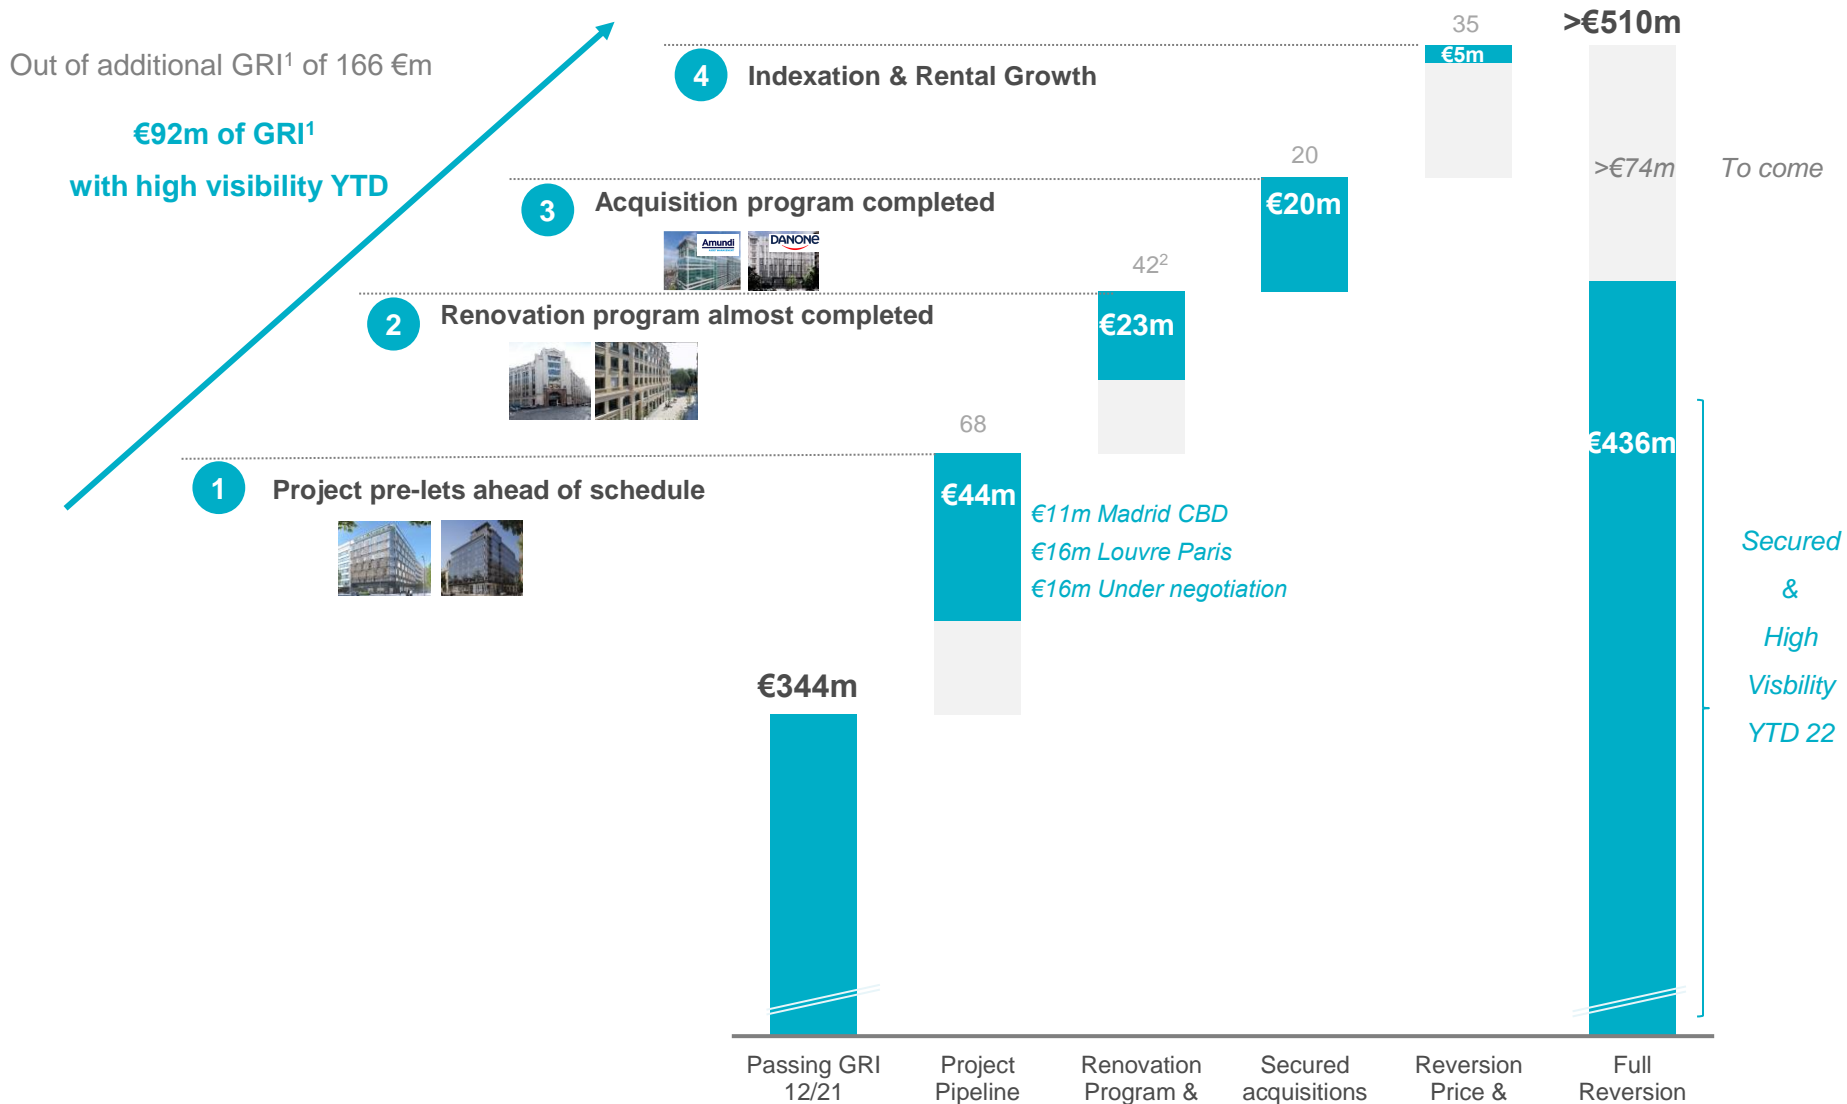 Out of additional GRI¹ of 166 €m
€92m of GRI¹
with high visibility YTD
4 Indexation & Rental Growth
35
€5m
>€510m
>€74m To come
3 Acquisition program completed
Amundi
DANONE
20
€20m
2 Renovation program almost completed
42²
€23m
1 Project pre-lets ahead of schedule
68
€44m
€11m Madrid CBD
€16m Louvre Paris
€16m Under negotiation
€436m
Secured
&
High
Visbility
YTD 22
€344m
Passing GRI
12/21
Project
Pipeline
Renovation
Program &
Secured
acquisitions
Reversion
Price &
Full
Reversion